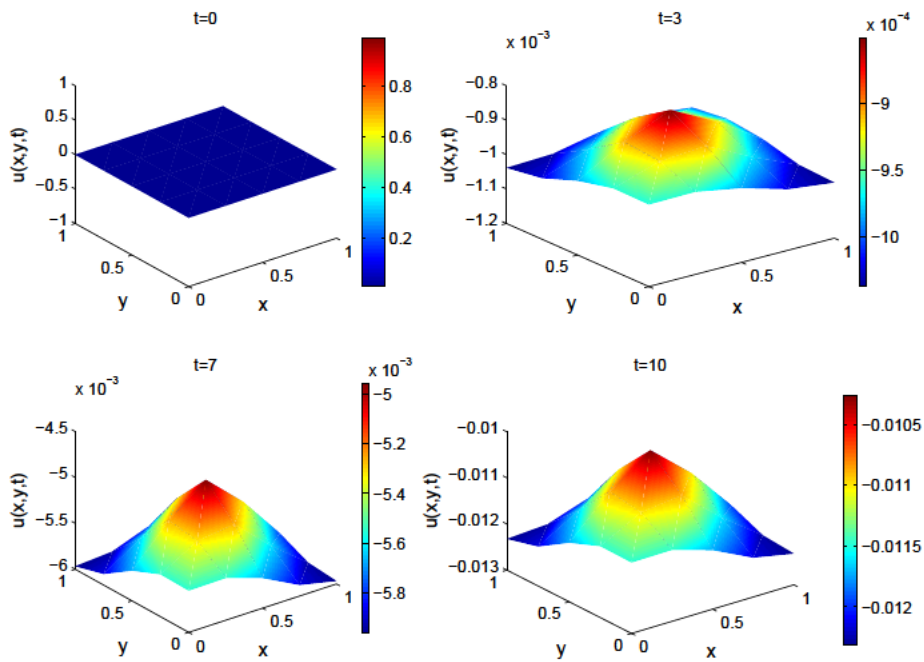 t=0
1
0.5
0
−0.5
−1
u(x,y,t)
1
0.5
0
y
0
0.5
1
x
0.8
0.6
0.4
0.2
t=3
x 10−3
−0.8
−0.9
−1
−1.1
−1.2
u(x,y,t)
1
0.5
0
y
0
0.5
1
x
x 10−4
−9
−9.5
−10
t=7
x 10−3
−4.5
−5
−5.5
−6
u(x,y,t)
1
0.5
0
y
0
0.5
1
x
x 10−3
−5
−5.2
−5.4
−5.6
−5.8
t=10
−0.01
−0.011
−0.012
−0.013
u(x,y,t)
1
0.5
0
y
0
0.5
1
x
−0.0105
−0.011
−0.0115
−0.012